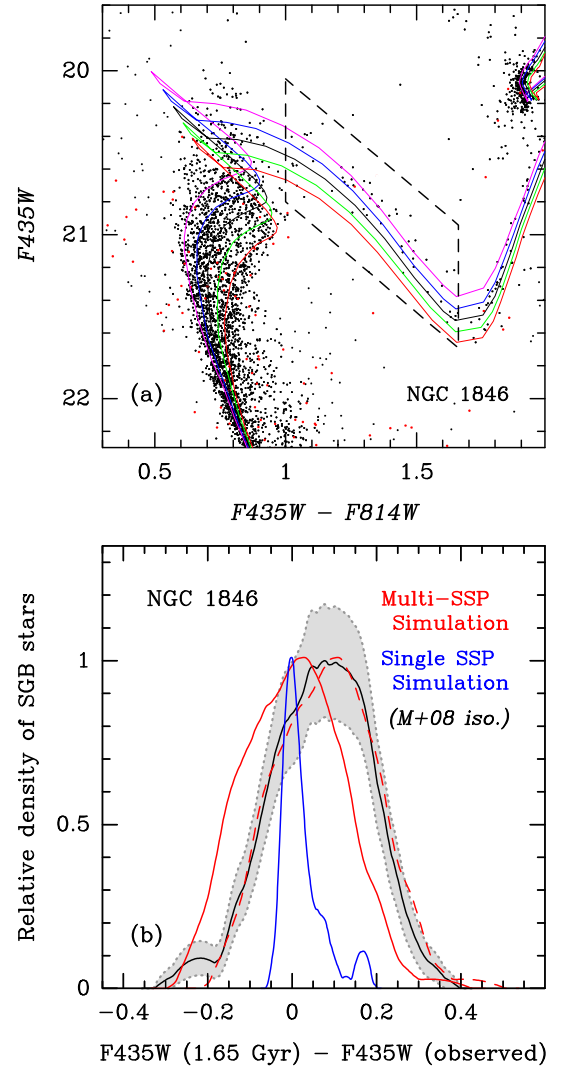 20
21
22
F435W
(a)
NGC 1846
0.5
1
1.5
F435W − F814W
NGC 1846
Multi−SSP
Simulation
Single SSP
Simulation
(M+08 iso.)
1
0.5
0
Relative density of SGB stars
(b)
−0.4
−0.2
0
0.2
0.4
F435W (1.65 Gyr) − F435W (observed)